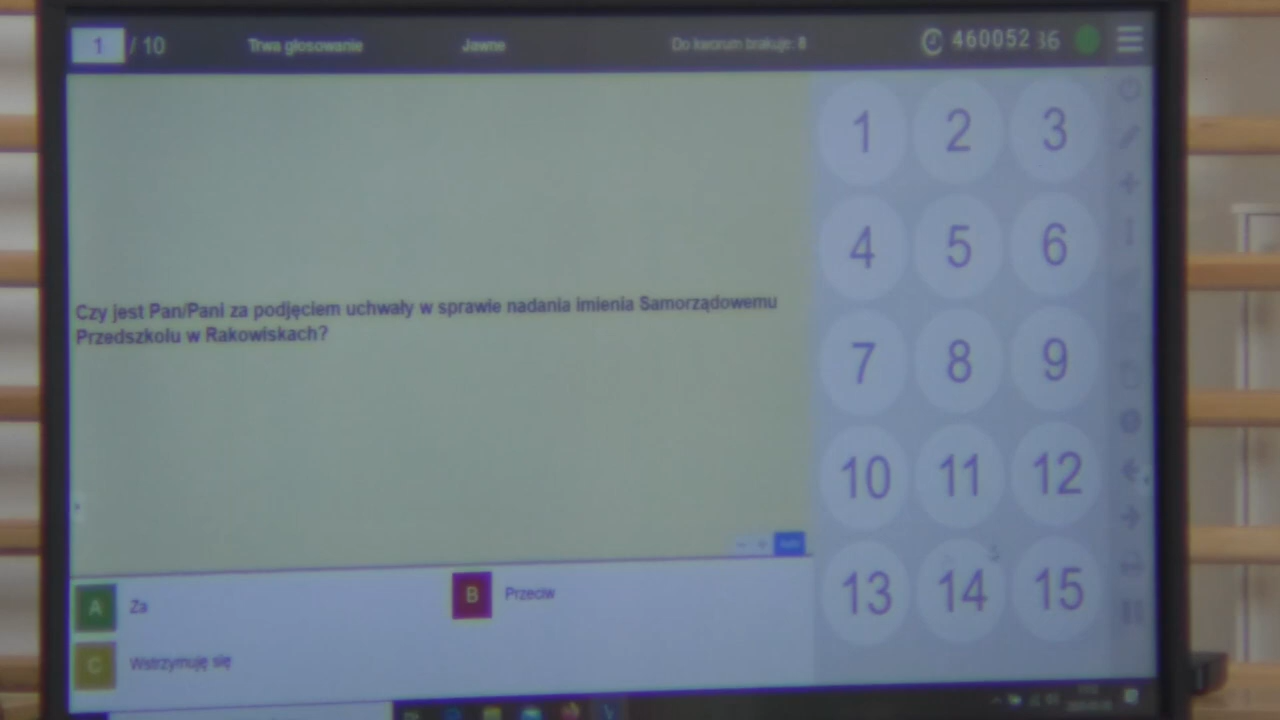 1 / 10 Trwa głosowanie Jawne Do kworum brakuje: 8 460052 36
Czy jest Pan/Pani za podjęciem uchwały w sprawie nadania imienia Samorządowemu
Przedszkolu w Rakowiskach?
A Za
B Przeciw
C Wstrzymuję się
1 2 3
4 5 6
7 8 9
10 11 12
13 14 15